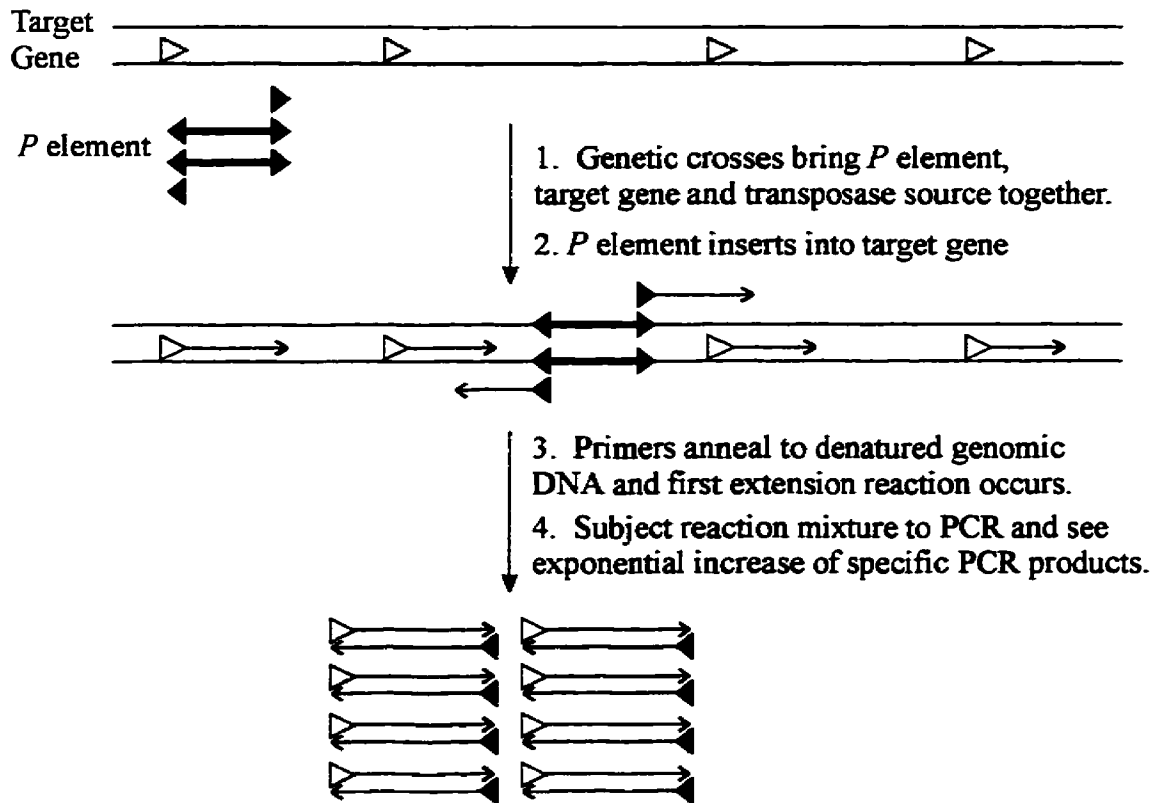 Target
Gene
P element
1. Genetic crosses bring P element,
target gene and transposase source together.
2. P element inserts into target gene
3. Primers anneal to denatured genomic
DNA and first extension reaction occurs.
4. Subject reaction mixture to PCR and see
exponential increase of specific PCR products.